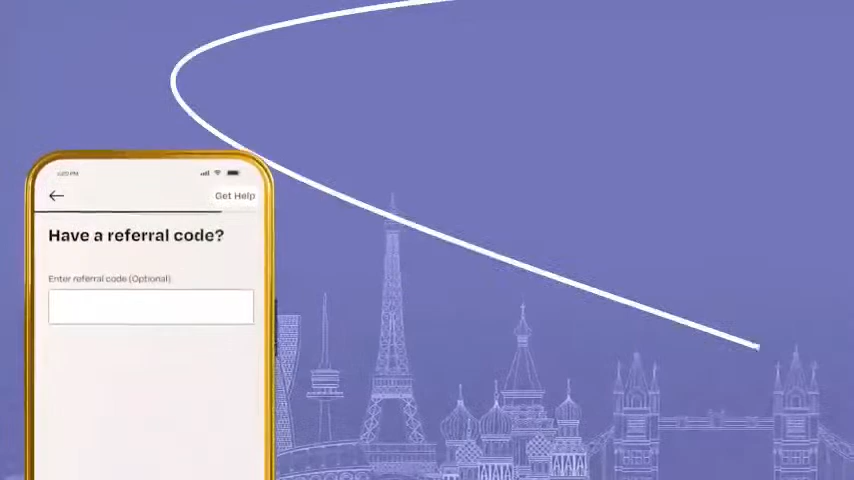 Get Help
Have a referral code?
Enter referral code (Optional)